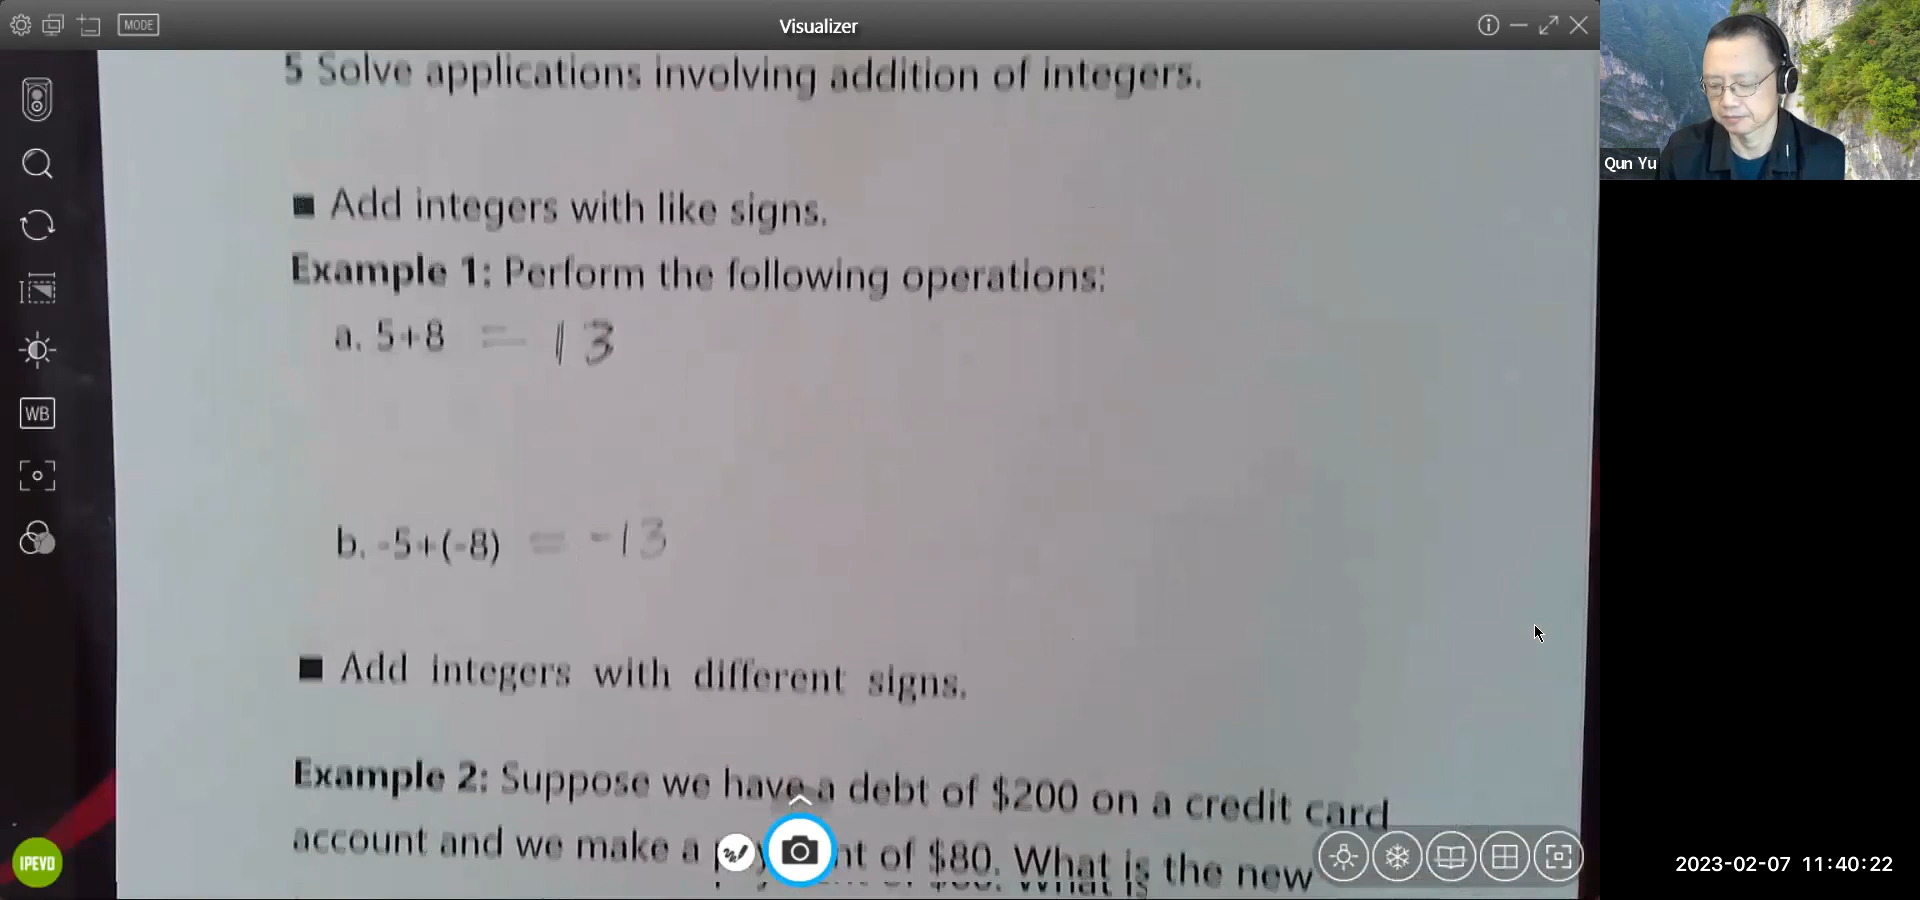 MODE
Visualizer
5 Solve applications involving addition of integers.
■ Add integers with like signs.
Example 1: Perform the following operations:
a. 5+8 = 13
b. -5+(-8) = -13
■ Add integers with different signs.
Example 2: Suppose we have a debt of $200 on a credit card
account and we make a of $80. What is the new
WB
IPEVO
Qun Yu
2023-02-07 11:40:22